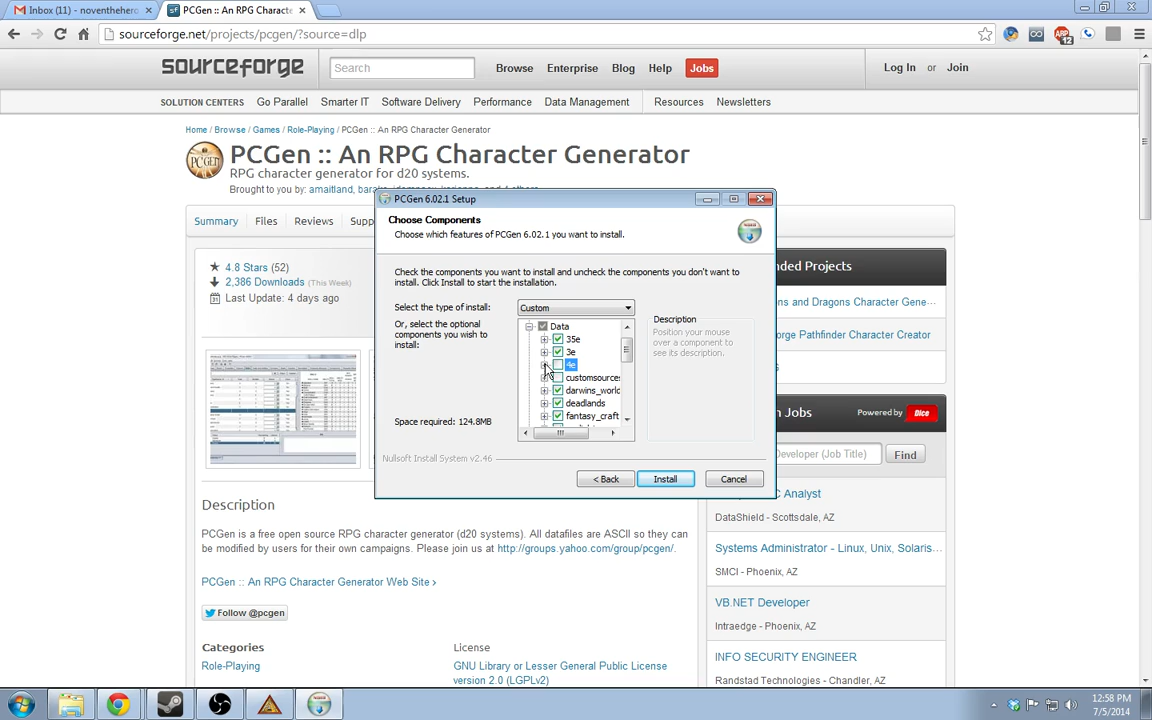 Inbox (11) - noventhero
PCGen :: An RPG Characte
sourceforge.net/projects/pcgen/?source=dlp
ABP
12
sourceforge
Search
Browse
Enterprise
Blog
Help
Jobs
Log In or Join
SOLUTION CENTERS
Go Parallel
Smarter IT
Software Delivery
Performance
Data Management
Resources
Newsletters
Home / Browse / Games / Role-Playing / PCGen :: An RPG Character Generator
PCGen :: An RPG Character Generator
RPG character generator for d20 systems.
Brought to you by: amaitland,
Summary
Files
Reviews
Supp
4.8 Stars (52)
2,386 Downloads (This Week)
Last Update: 4 days ago
PCGen 6.02.1 Setup
Choose Components
Choose which features of PCGen 6.02.1 you want to install.
Check the components you want to install and uncheck the components you don't want to
install. Click Install to start the installation.
Select the type of install:
Custom
Or, select the optional
components you wish to
install:
Data
35e
3e
4e
customsources
darwins_world
deadlands
fantasy_craft
Description
Position your mouse
over a component to
see its description.
Space required: 124.8MB
Nullsoft Install System v2.46
< Back
Install
Cancel
nded Projects
ns and Dragons Character Gene...
orge Pathfinder Character Creator
n Jobs
Powered by Dice
Developer (Job Title)
Find
C Analyst
DataShield - Scottsdale, AZ
Systems Administrator - Linux, Unix, Solaris...
SMCI - Phoenix, AZ
VB.NET Developer
Intraedge - Phoenix, AZ
INFO SECURITY ENGINEER
Randstad Technologies - Chandler, AZ
Description
PCGen is a free open source RPG character generator (d20 systems). All datafiles are ASCII so they can
be modified by users for their own campaigns. Please join us at http://groups.yahoo.com/group/pcgen/.
PCGen :: An RPG Character Generator Web Site ›
Follow @pcgen
Categories
Role-Playing
License
GNU Library or Lesser General Public License
version 2.0 (LGPLv2)
12:58 PM
7/5/2014